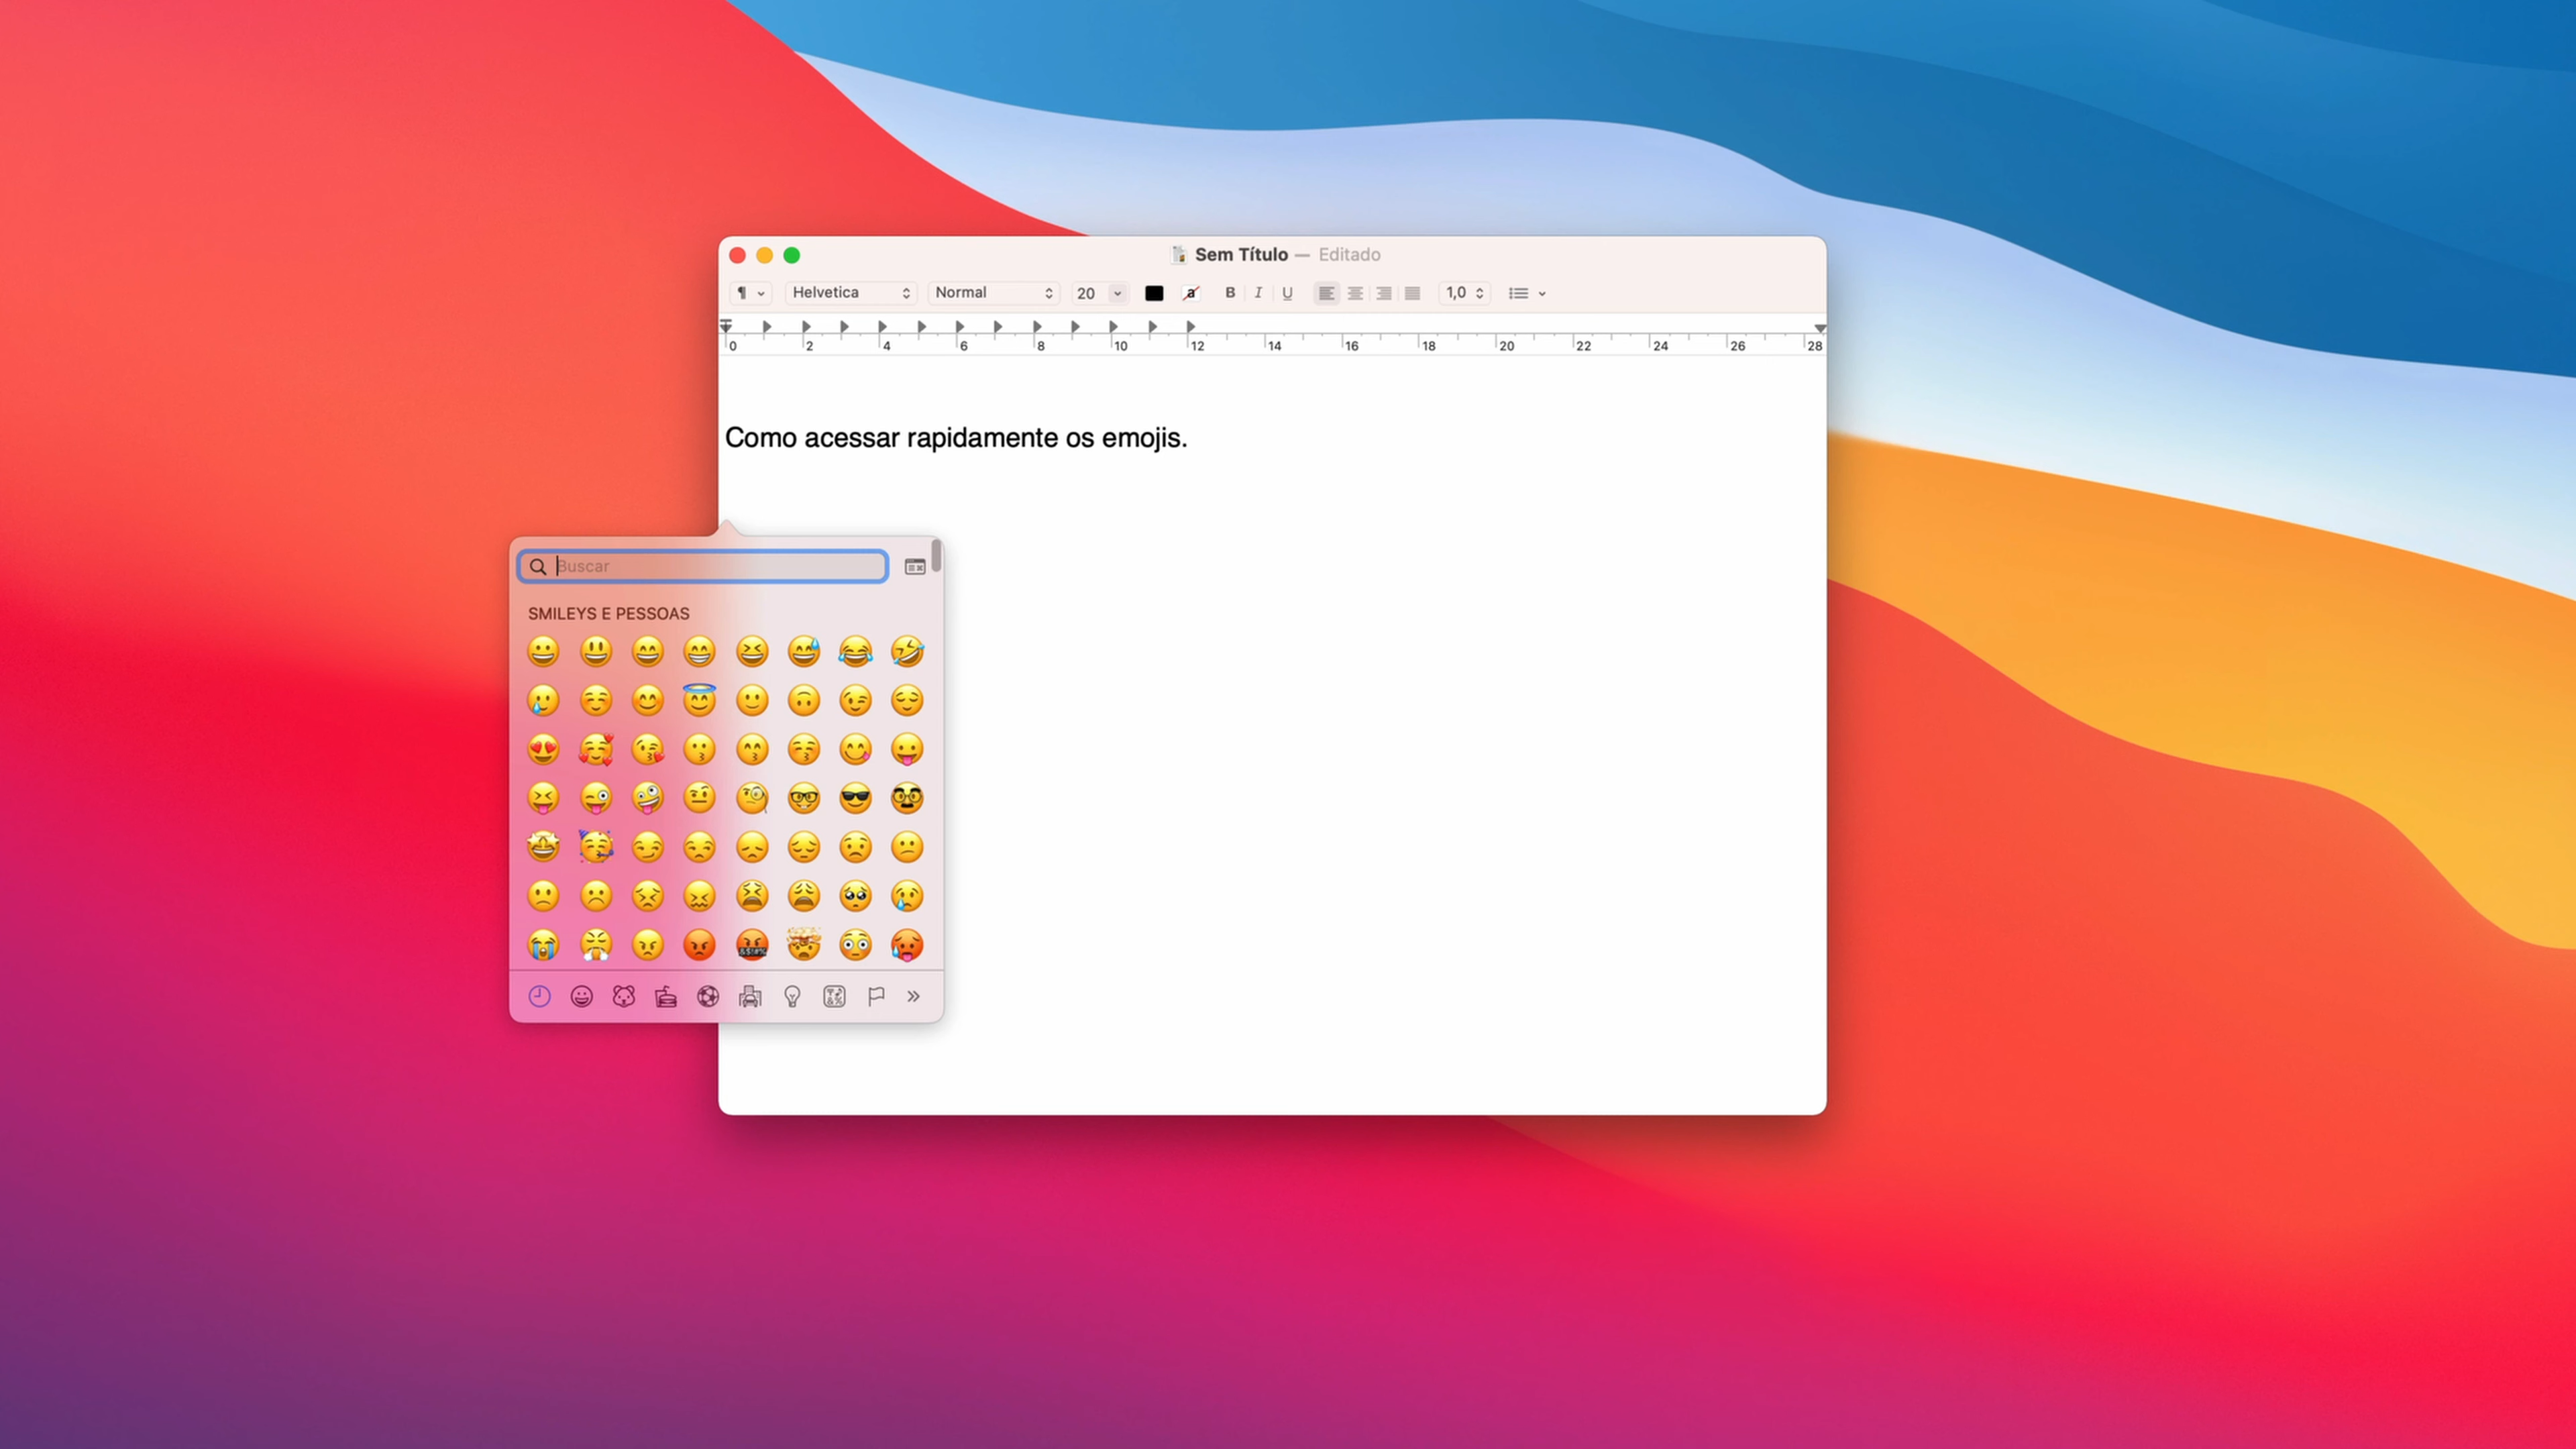 Sem Título — Editado
¶ Helvetica Normal 20 a B I U 1,0
0 2 4 6 8 10 12 14 16 18 20 22 24 26 28
Como acessar rapidamente os emojis.
Buscar
SMILEYS E PESSOAS